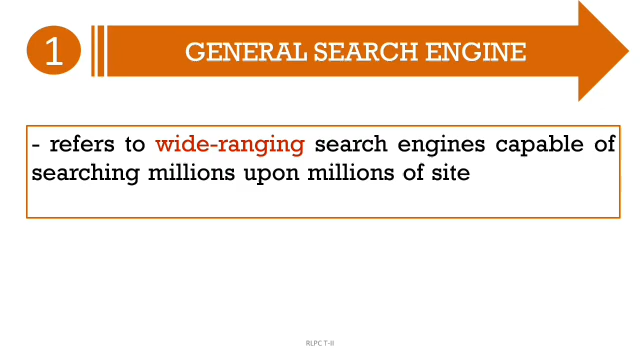 1
GENERAL SEARCH ENGINE
- refers to wide-ranging search engines capable of
searching millions upon millions of site
RLPC T-II